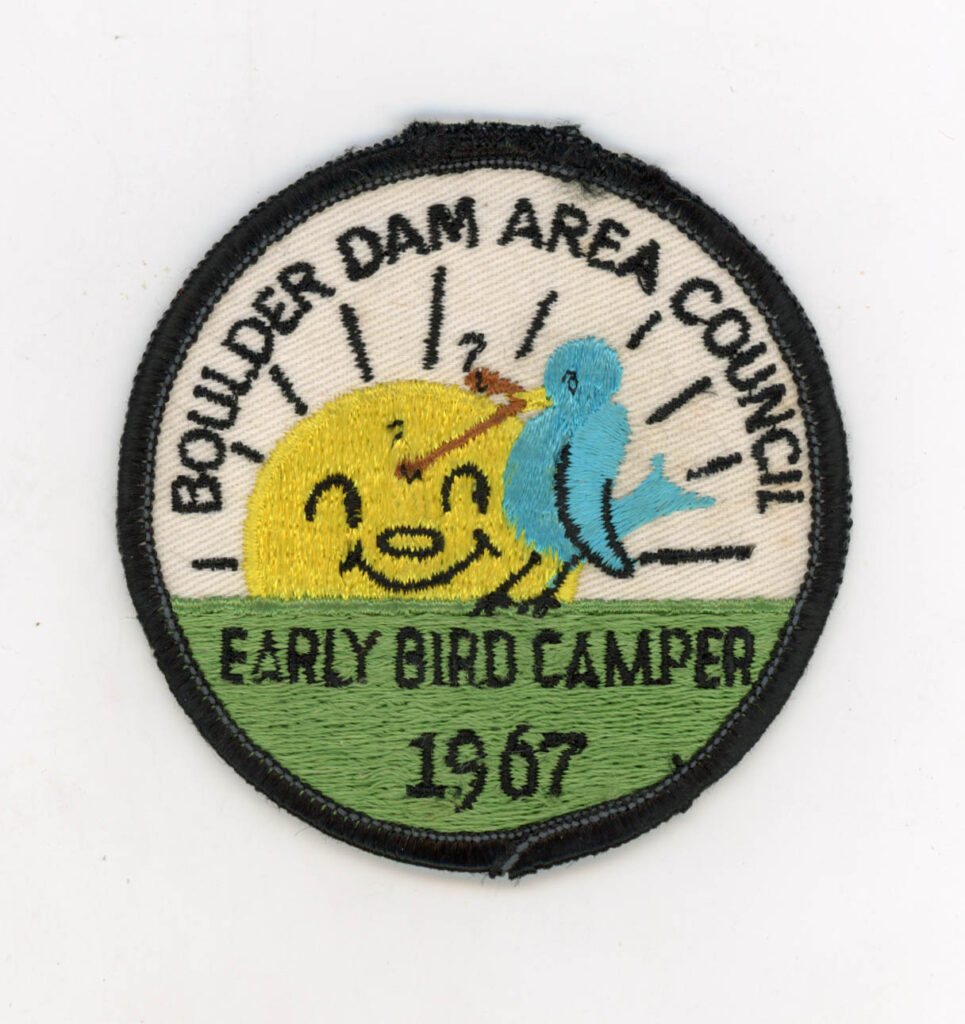 BOULDER DAM AREA COUNCIL
? ?
EARLY BIRD CAMPER
1967